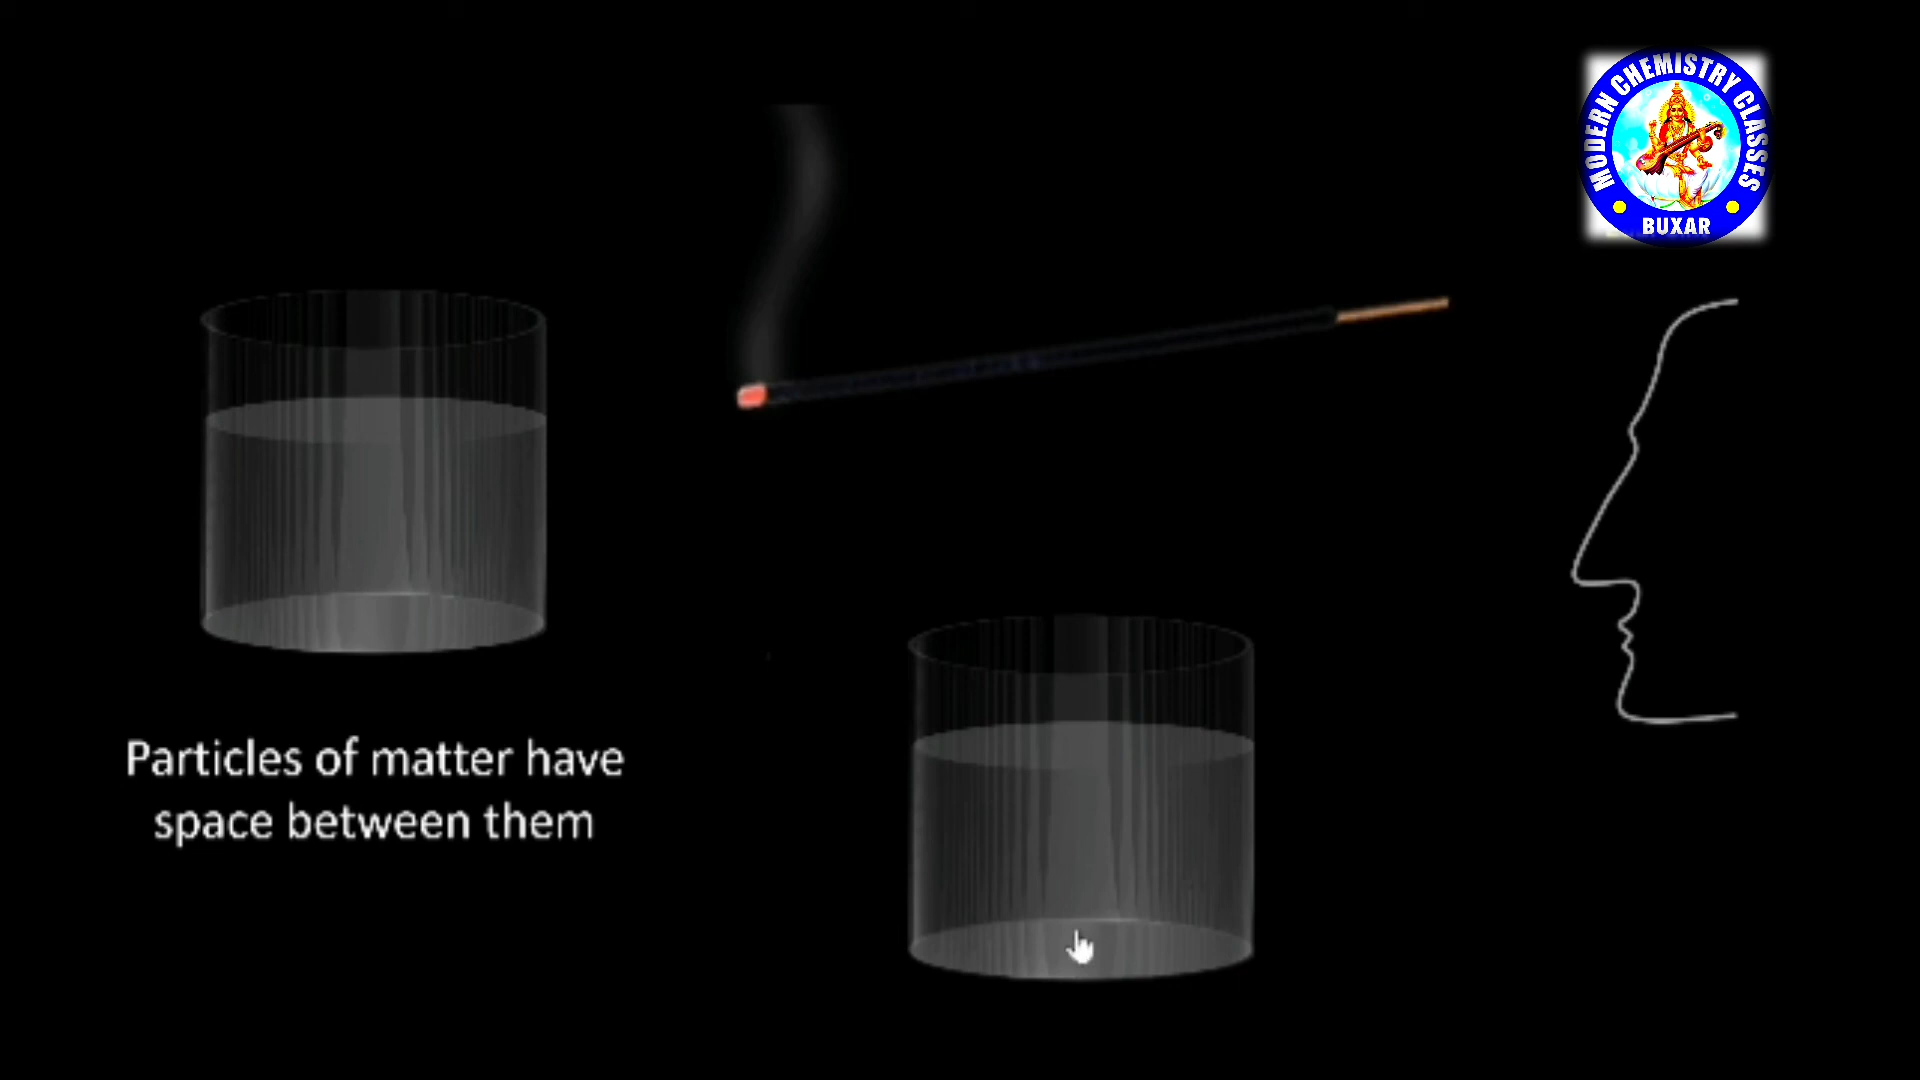 MODERN CHEMISTRY CLASSES
BUXAR
Particles of matter have
space between them